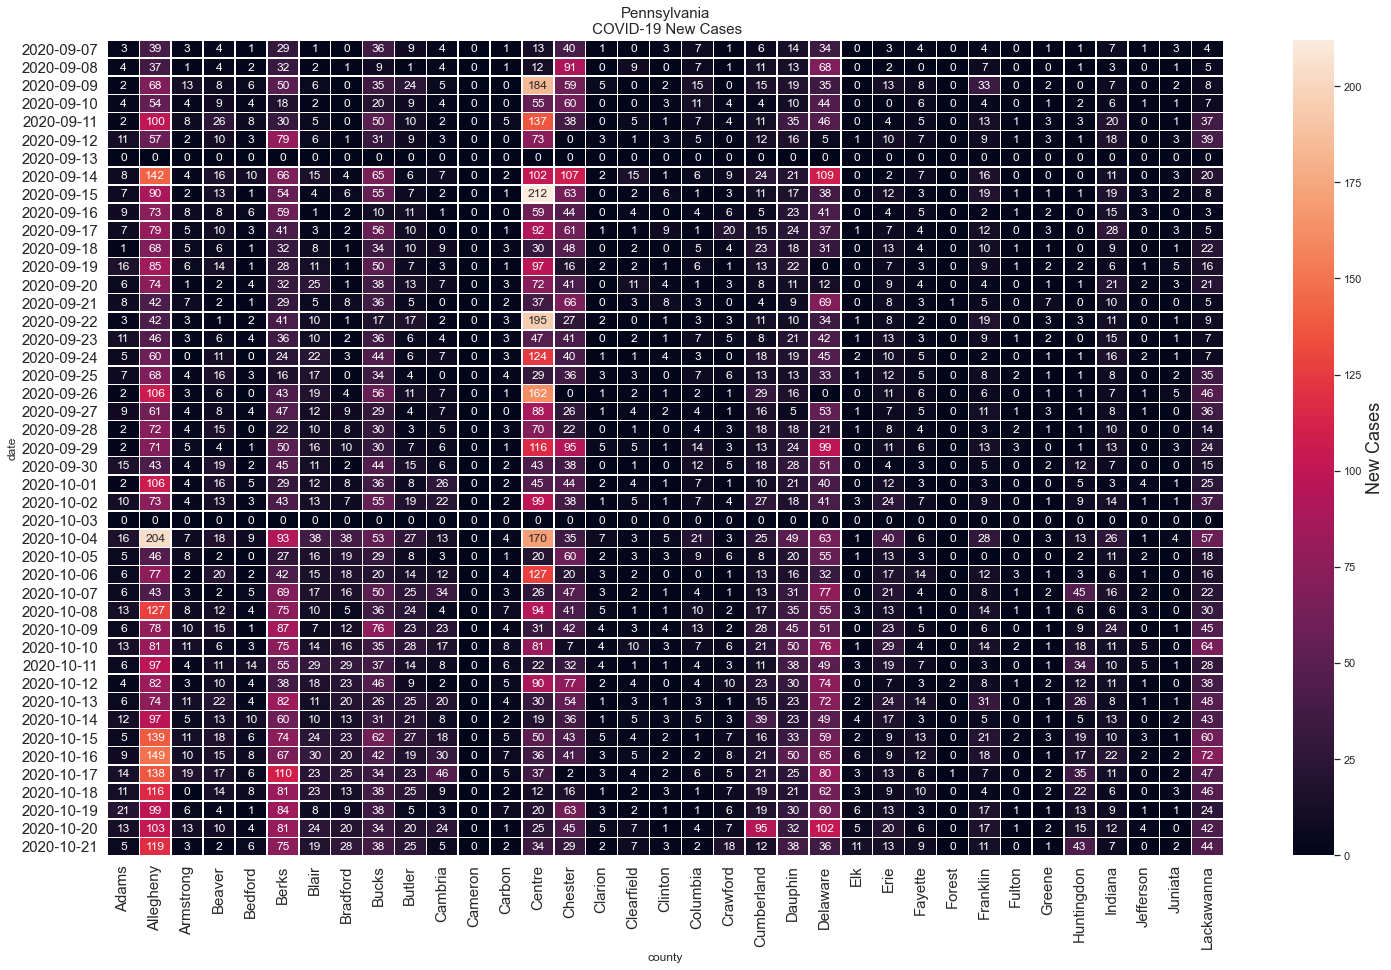 Pennsylvania
COVID-19 New Cases
2020-09-07 3 39 3 4 1 29 1 0 36 9 4 0 1 13 40 1 0 3 7 1 6 14 34 0 3 4 0 4 0 1 1 7 1 3 4
2020-09-08 4 37 1 4 2 32 2 1 9 1 4 0 1 12 91 0 9 0 7 1 11 13 68 0 2 0 0 7 0 0 1 3 0 1 5
2020-09-09 2 68 13 8 6 50 6 0 35 24 5 0 0 184 59 5 0 2 15 0 15 19 35 0 13 8 0 33 0 2 0 7 0 2 8
2020-09-10 4 54 4 9 4 18 2 0 20 9 4 0 0 55 60 0 0 3 11 4 4 10 44 0 0 6 0 4 0 1 2 6 1 1 7
2020-09-11 2 100 8 26 8 30 5 0 50 10 2 0 5 137 38 0 5 1 7 4 11 35 46 0 4 5 0 13 1 3 3 20 0 1 37
2020-09-12 11 57 2 10 3 79 6 1 31 9 3 0 0 73 0 3 1 3 5 0 12 16 5 1 10 7 0 9 1 3 1 18 0 3 39
2020-09-13 0 0 0 0 0 0 0 0 0 0 0 0 0 0 0 0 0 0 0 0 0 0 0 0 0 0 0 0 0 0 0 0 0 0 0
2020-09-14 8 142 4 16 10 66 15 4 65 6 7 0 2 102 107 2 15 1 6 9 24 21 109 0 2 7 0 16 0 0 0 11 0 3 20
2020-09-15 7 90 2 13 1 54 4 6 55 7 2 0 1 212 63 0 2 6 1 3 11 17 38 0 12 3 0 19 1 1 1 19 3 2 8
2020-09-16 9 73 8 8 6 59 1 2 10 11 1 0 0 59 44 0 4 0 4 6 5 23 41 0 4 5 0 2 1 2 0 15 3 0 3
2020-09-17 7 79 5 10 3 41 3 2 56 10 0 0 1 92 61 1 1 9 1 20 15 24 37 1 7 4 0 12 0 3 0 28 0 3 5
2020-09-18 1 68 5 6 1 32 8 1 34 10 9 0 3 30 48 0 2 0 5 4 23 18 31 0 13 4 0 10 1 1 0 9 0 1 22
2020-09-19 16 85 6 14 1 28 11 1 50 7 3 0 1 97 16 2 2 1 6 1 13 22 0 0 7 3 0 9 1 2 2 6 1 5 16
2020-09-20 6 74 1 2 4 32 25 1 38 13 7 0 3 72 41 0 11 4 1 3 8 11 12 0 9 4 0 4 0 1 1 21 2 3 21
2020-09-21 8 42 7 2 1 29 5 8 36 5 0 0 0 37 66 0 3 8 3 0 4 9 69 0 8 3 1 5 0 7 0 10 0 0 5
2020-09-22 3 42 3 1 2 41 10 1 17 17 2 0 3 195 27 2 0 1 3 3 11 10 34 1 8 2 0 19 0 3 3 11 0 1 9
2020-09-23 11 46 3 6 4 36 10 2 36 6 4 0 3 47 41 0 2 1 7 5 8 21 42 1 13 3 0 9 1 2 0 15 0 1 7
2020-09-24 5 60 0 11 0 24 22 3 44 6 7 0 3 124 40 1 1 4 3 0 18 19 45 2 10 5 0 2 0 1 1 16 2 1 7
2020-09-25 7 68 4 16 3 16 17 0 34 4 0 0 4 29 36 3 3 0 7 6 13 13 33 1 12 5 0 8 2 1 1 8 0 2 35
2020-09-26 2 106 3 6 0 43 19 4 56 11 7 0 1 162 0 1 2 1 2 1 29 16 0 0 11 6 0 6 0 0 1 7 1 5 46
2020-09-27 9 61 4 8 4 47 12 9 29 4 7 0 0 88 26 1 4 2 4 1 16 5 53 1 7 5 0 11 1 3 1 8 1 0 36
2020-09-28 2 72 4 15 0 22 10 8 30 3 5 0 3 70 22 0 1 0 4 3 18 18 21 1 8 4 0 3 2 1 1 10 0 0 14
2020-09-29 2 71 5 4 1 50 16 10 30 7 6 0 1 116 95 5 5 1 14 3 13 24 99 0 11 6 0 13 3 0 1 13 0 3 24
2020-09-30 15 43 4 19 2 45 11 2 44 15 6 0 2 43 38 0 1 0 12 5 18 28 51 0 4 3 0 5 0 2 12 7 0 0 15
2020-10-01 2 106 4 16 5 29 12 8 36 8 26 0 2 45 44 2 4 1 7 1 10 21 40 0 12 3 0 3 0 0 5 3 4 1 25
2020-10-02 10 73 4 13 3 43 13 7 55 19 22 0 2 99 38 1 5 1 7 4 27 18 41 3 24 7 0 9 0 1 9 14 1 1 37
2020-10-03 0 0 0 0 0 0 0 0 0 0 0 0 0 0 0 0 0 0 0 0 0 0 0 0 0 0 0 0 0 0 0 0 0 0 0
2020-10-04 16 204 7 18 9 93 38 38 53 27 13 0 4 170 35 7 3 5 21 3 25 49 63 1 40 6 0 28 0 3 13 26 1 4 57
2020-10-05 5 46 8 2 0 27 16 19 29 8 3 0 1 20 60 2 3 3 9 6 8 20 55 1 13 3 0 0 0 2 2 11 0 2 18
2020-10-06 6 77 2 20 2 42 15 18 20 14 12 0 4 127 20 3 2 0 0 1 13 16 32 0 17 14 0 12 3 1 3 6 1 0 16
2020-10-07 6 43 3 2 5 69 17 16 50 25 34 0 3 26 47 3 2 1 4 1 13 31 77 0 21 4 0 8 1 2 45 16 2 0 22
2020-10-08 13 127 8 12 4 75 10 5 36 24 4 0 7 94 41 5 1 1 10 2 17 35 55 0 13 1 0 14 1 1 6 6 3 0 30
2020-10-09 6 78 10 15 1 87 7 12 76 23 23 0 4 31 42 4 3 4 13 2 28 45 51 0 23 5 0 6 0 1 9 24 0 1 45
2020-10-10 13 81 11 6 3 75 14 16 35 28 17 0 8 81 7 4 10 3 7 6 21 50 76 1 29 4 0 14 2 1 18 11 5 0 64
2020-10-11 6 97 4 11 14 55 29 29 37 14 8 0 6 22 32 4 1 1 4 3 11 38 49 3 19 7 0 3 0 1 34 10 5 1 28
2020-10-12 4 82 3 10 4 38 18 23 46 9 2 0 5 90 77 2 4 0 4 10 23 30 74 0 7 3 2 8 1 2 12 11 1 0 38
2020-10-13 6 74 11 22 4 82 11 20 26 25 20 0 4 30 54 1 3 1 3 1 15 23 72 2 24 14 0 31 0 1 26 8 1 1 48
2020-10-14 12 97 5 13 10 60 10 13 31 21 8 0 2 19 36 1 5 3 5 3 39 23 49 4 17 3 0 5 0 1 5 13 0 2 43
2020-10-15 5 139 11 18 6 74 24 23 62 27 18 0 2 50 43 5 4 2 1 7 16 33 59 2 9 13 0 21 2 3 19 10 3 1 60
2020-10-16 9 149 10 15 8 67 30 20 42 19 30 0 7 36 41 3 5 2 2 8 21 50 65 6 9 12 0 18 0 1 17 22 2 2 72
2020-10-17 14 138 19 17 6 110 23 25 34 23 46 0 5 37 2 3 4 2 6 5 21 25 80 3 13 6 1 7 0 2 35 11 0 2 47
2020-10-18 11 116 0 14 8 81 23 13 38 25 9 0 2 12 16 1 2 3 1 7 19 21 62 3 9 10 0 4 0 2 22 6 0 3 46
2020-10-19 21 99 6 4 1 84 8 9 38 5 3 0 7 20 63 3 2 1 1 6 19 30 60 6 13 3 0 17 1 1 13 9 1 1 24
2020-10-20 13 103 13 10 4 81 24 20 34 20 24 0 1 25 45 5 7 1 4 7 95 32 102 5 20 6 0 17 1 2 15 12 4 0 42
2020-10-21 5 119 3 2 6 75 19 28 38 25 5 0 0 34 29 2 7 3 2 18 12 38 36 11 13 9 0 11 0 1 43 7 0 2 44
Adams Allegheny Armstrong Beaver Bedford Berks Blair Bradford Bucks Butler Cambria Cameron Carbon Centre Chester Clarion Clearfield Clinton Columbia Crawford Cumberland Dauphin Delaware Elk Erie Fayette Forest Franklin Fulton Greene Huntingdon Indiana Jefferson Juniata Lackawanna
county
date
200
175
150
125
100
75
50
25
0
New Cases